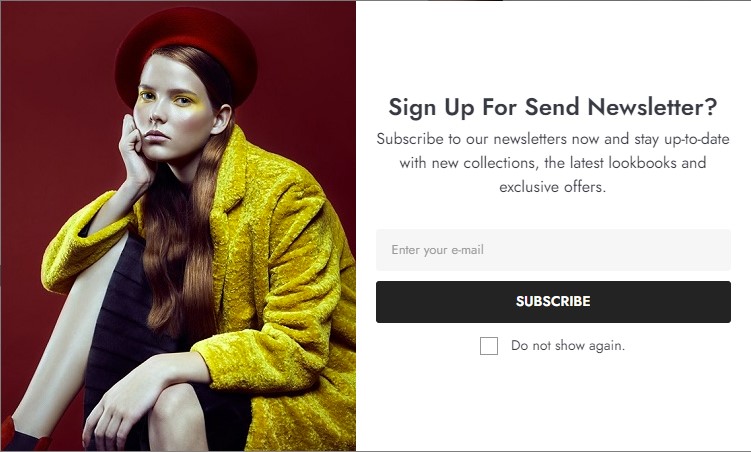 Sign Up For Send Newsletter?
Subscribe to our newsletters now and stay up-to-date
with new collections, the latest lookbooks and
exclusive offers.
Enter your e-mail
SUBSCRIBE
Do not show again.